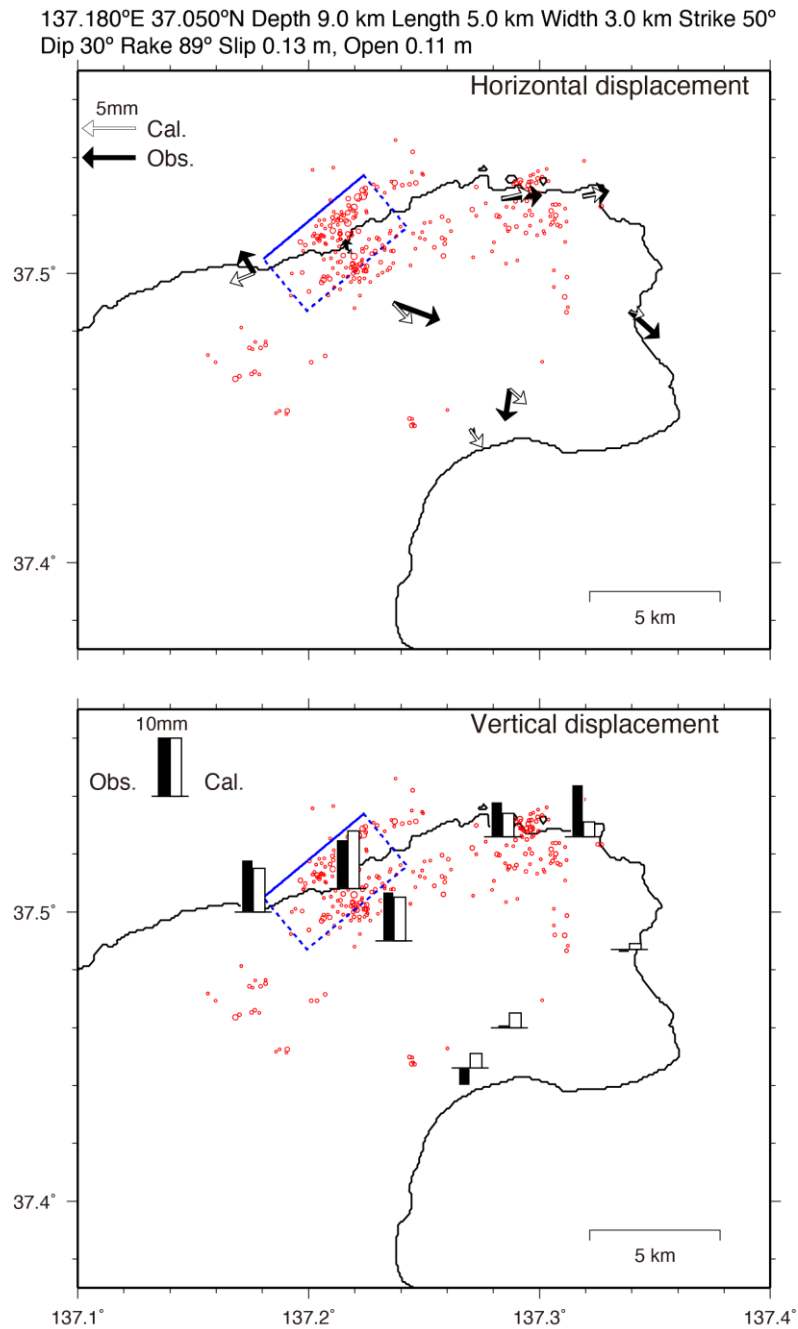 137.180ºE 37.050ºN Depth 9.0 km Length 5.0 km Width 3.0 km Strike 50º
Dip 30º Rake 89º Slip 0.13 m, Open 0.11 m
Horizontal displacement
5mm
Cal.
Obs.
37.5˚
37.4˚
5 km
10mm
Vertical displacement
Obs.
Cal.
37.5˚
37.4˚
5 km
137.1˚
137.2˚
137.3˚
137.4˚